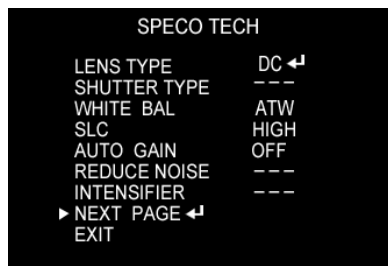 SPECO TECH
LENS TYPE DC ↲
SHUTTER TYPE ---
WHITE BAL ATW
SLC HIGH
AUTO GAIN OFF
REDUCE NOISE ---
INTENSIFIER ---
▶ NEXT PAGE ↲
EXIT